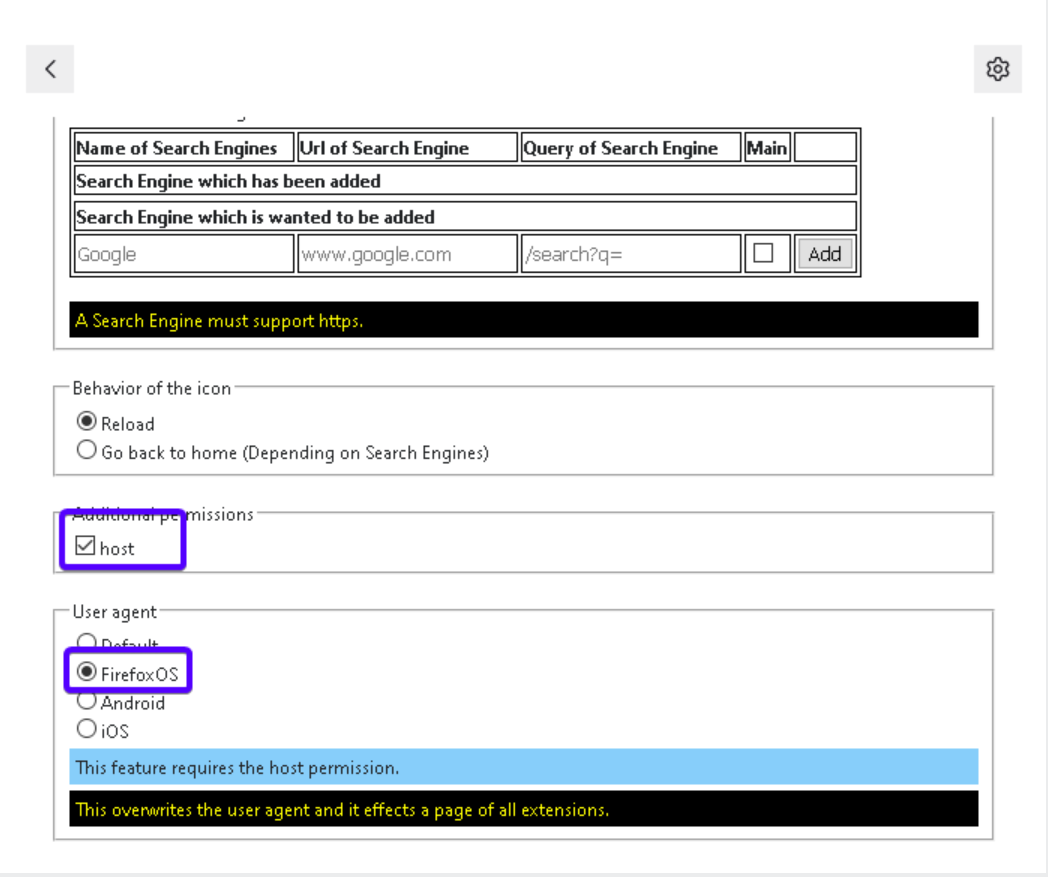 Name of Search Engines Url of Search Engine Query of Search Engine Main
Search Engine which has been added
Search Engine which is wanted to be added
Google www.google.com /search?q= Add
A Search Engine must support https.
Behavior of the icon
Reload
Go back to home (Depending on Search Engines)
Additional permissions
host
User agent
Default
FirefoxOS
Android
iOS
This feature requires the host permission.
This overwrites the user agent and it effects a page of all extensions.